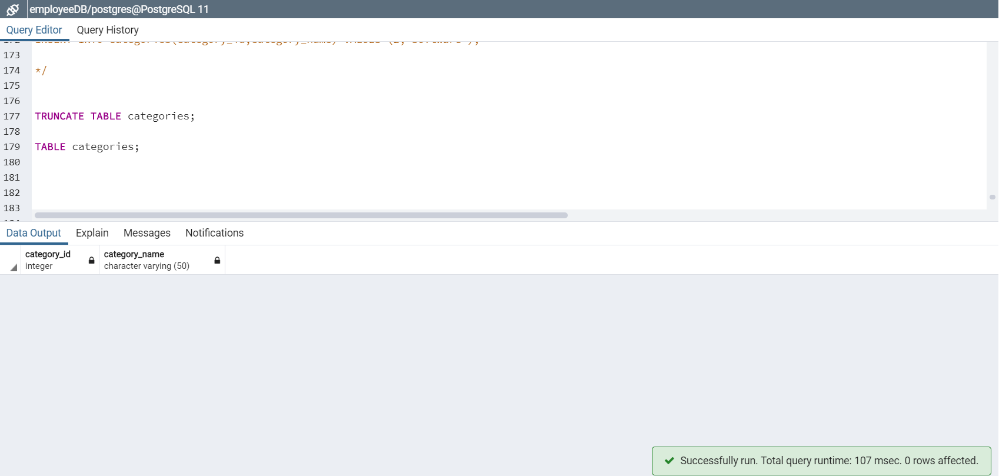 employeeDB/postgres@PostgreSQL 11
Query Editor Query History
173
174 */
175
176
177 TRUNCATE TABLE categories;
178
179 TABLE categories;
180
181
182
183
Data Output Explain Messages Notifications
category_id category_name
integer character varying (50)
Successfully run. Total query runtime: 107 msec. 0 rows affected.